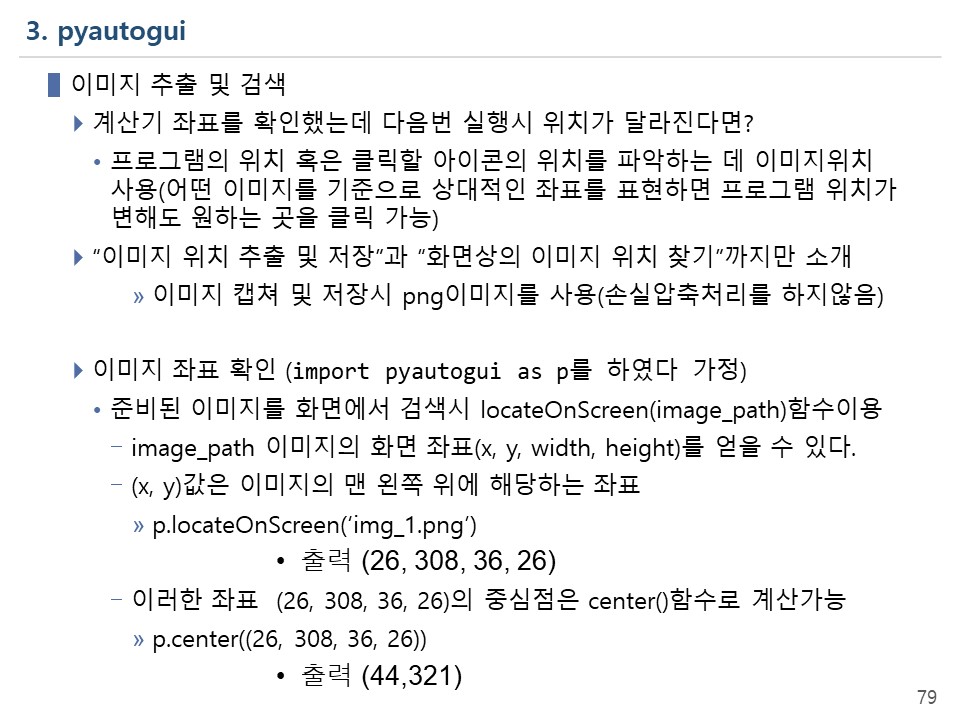 3. pyautogui
이미지 추출 및 검색
계산기 좌표를 확인했는데 다음번 실행시 위치가 달라진다면?
• 프로그램의 위치 혹은 클릭할 아이콘의 위치를 파악하는 데 이미지위치
사용(어떤 이미지를 기준으로 상대적인 좌표를 표현하면 프로그램 위치가
변해도 원하는 곳을 클릭 가능)
“이미지 위치 추출 및 저장”과 “화면상의 이미지 위치 찾기”까지만 소개
» 이미지 캡쳐 및 저장시 png이미지를 사용(손실압축처리를 하지않음)
이미지 좌표 확인 (import pyautogui as p를 하였다 가정)
• 준비된 이미지를 화면에서 검색시 locateOnScreen(image_path)함수이용
– image_path 이미지의 화면 좌표(x, y, width, height)를 얻을 수 있다.
– (x, y)값은 이미지의 맨 왼쪽 위에 해당하는 좌표
» p.locateOnScreen(‘img_1.png’)
• 출력 (26, 308, 36, 26)
– 이러한 좌표 (26, 308, 36, 26)의 중심점은 center()함수로 계산가능
» p.center((26, 308, 36, 26))
• 출력 (44,321)
79